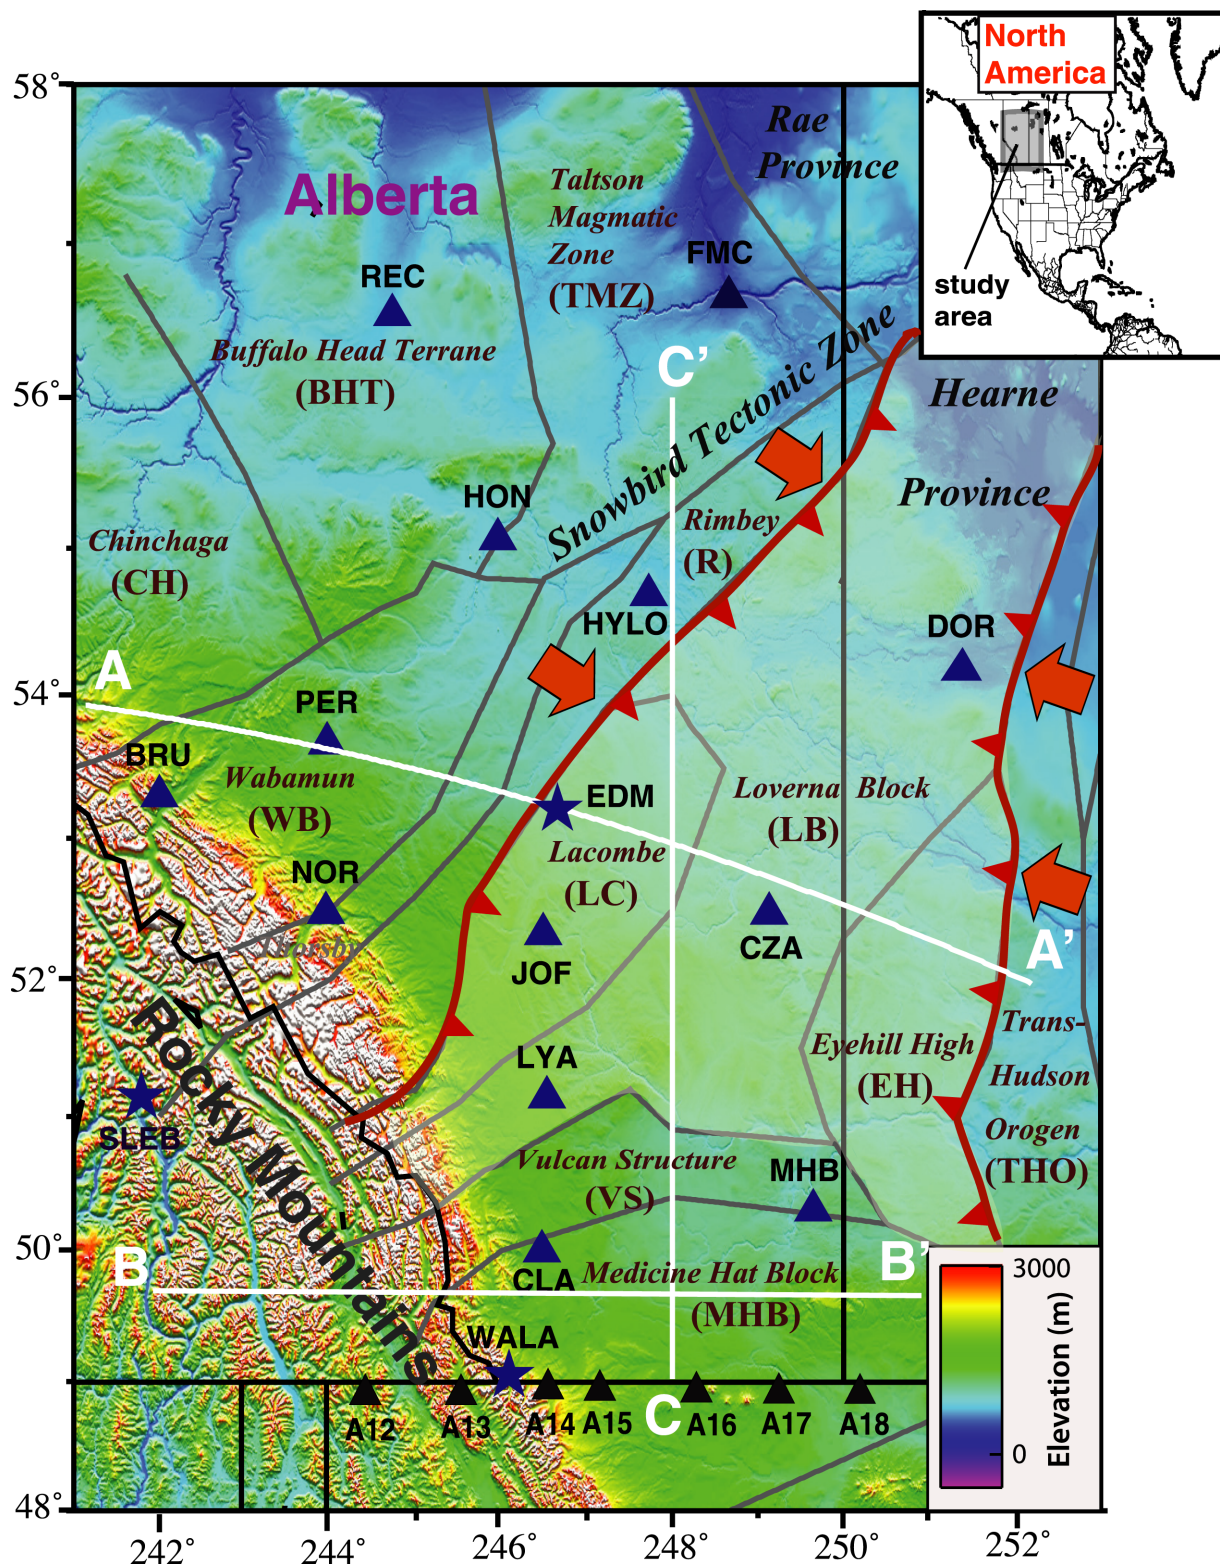 North
America
study
area
58°
56°
54°
52°
50°
48°
242°
244°
246°
248°
250°
252°
Alberta
Rae
Province
Taltson
Magmatic
Zone
(TMZ)
FMC
REC
Buffalo Head Terrane
(BHT)
C’
Snowbird Tectonic Zone
Hearne
Province
HON
Rimbey
(R)
Chinchaga
(CH)
HYLO
DOR
A
PER
BRU
Wabamun
(WB)
EDM
Loverna Block
(LB)
Lacombe
(LC)
NOR
Thorsby
JOF
CZA
A’
Rocky Mountains
Trans-
Hudson
Orogen
(THO)
Eyehill High
(EH)
LYA
SLEB
Vulcan Structure
(VS)
MHB
B
CLA
Medicine Hat Block
(MHB)
B’
WALA
C
A12
A13
A14
A15
A16
A17
A18
3000
0
Elevation (m)